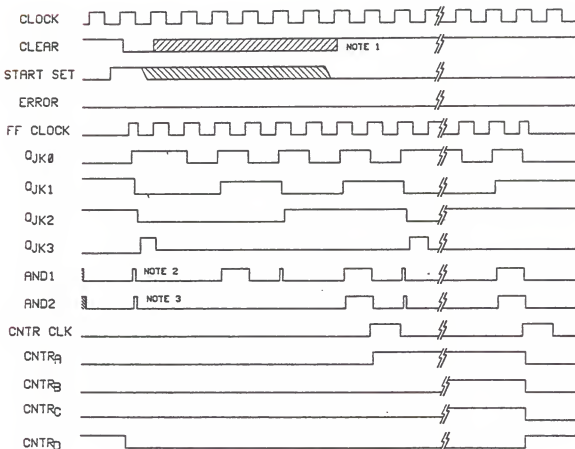 CLOCK
CLEAR
NOTE 1
START SET
ERROR
FF CLOCK
QJK0
QJK1
QJK2
QJK3
AND1
NOTE 2
AND2
NOTE 3
CNTR CLK
CNTRA
CNTRB
CNTRC
CNTRD